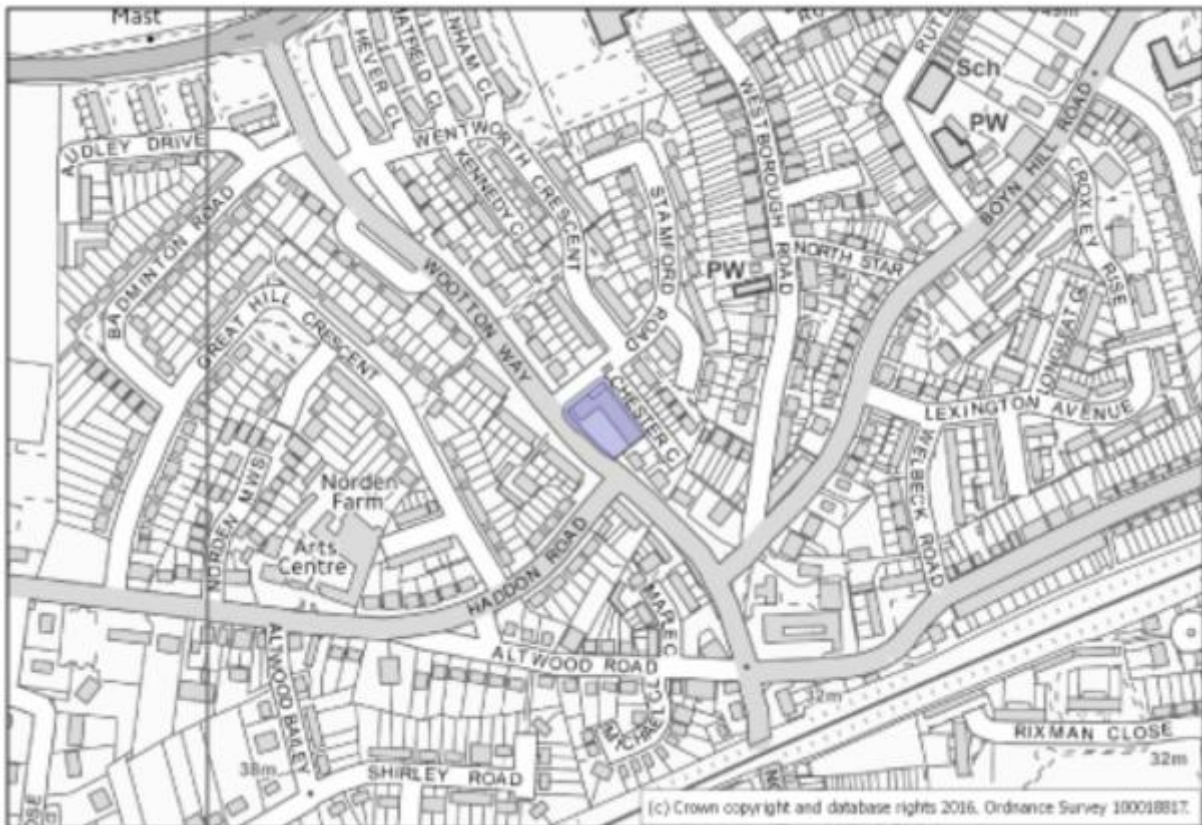 Mast
HEVER CL
HATFIELD CL
ENHAM CL
Sch
PW
BOYN HILL ROAD
WESTBOROUGH ROAD
AUDLEY DRIVE
WENTWORTH CRESCENT
KENNEDY C
STAMFORD ROAD
CROXLEY RISE
BADMINTON ROAD
NORTH STAR
PW
WOOTTON WAY
GREAT HILL CRESCENT
CHESTER C
LEXINGTON AVENUE
WELBECK ROAD
Norden
Farm
Arts
Centre
NORDEN MWS
HADDON ROAD
ALTWOOD ROAD
ALTWOOD BAILEY
32m
RIXMAN CLOSE
32m
38m
SHIRLEY ROAD
(c) Crown copyright and database rights 2016. Ordnance Survey 100018817.